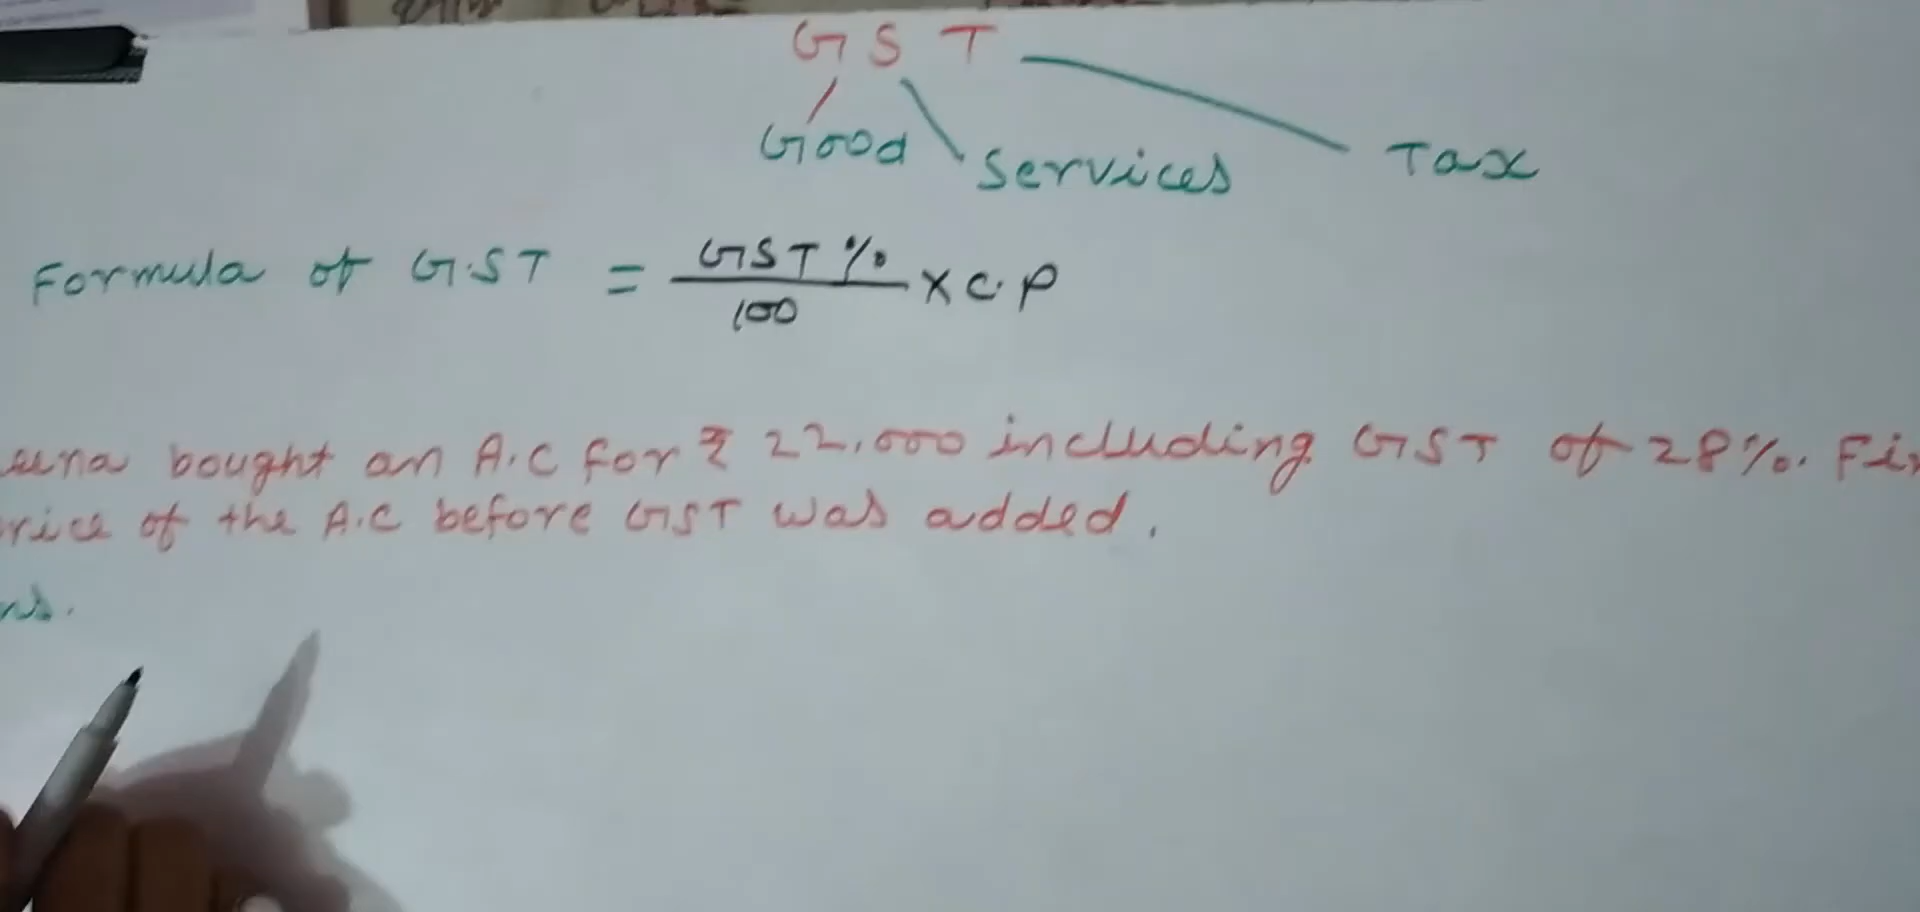 G S T
Good Services Tax
Formula of G.ST = GST % / 100 × C.P
bought an A.C for ₹ 22,000 including GST of 28%.
of the A.C before GST was added.